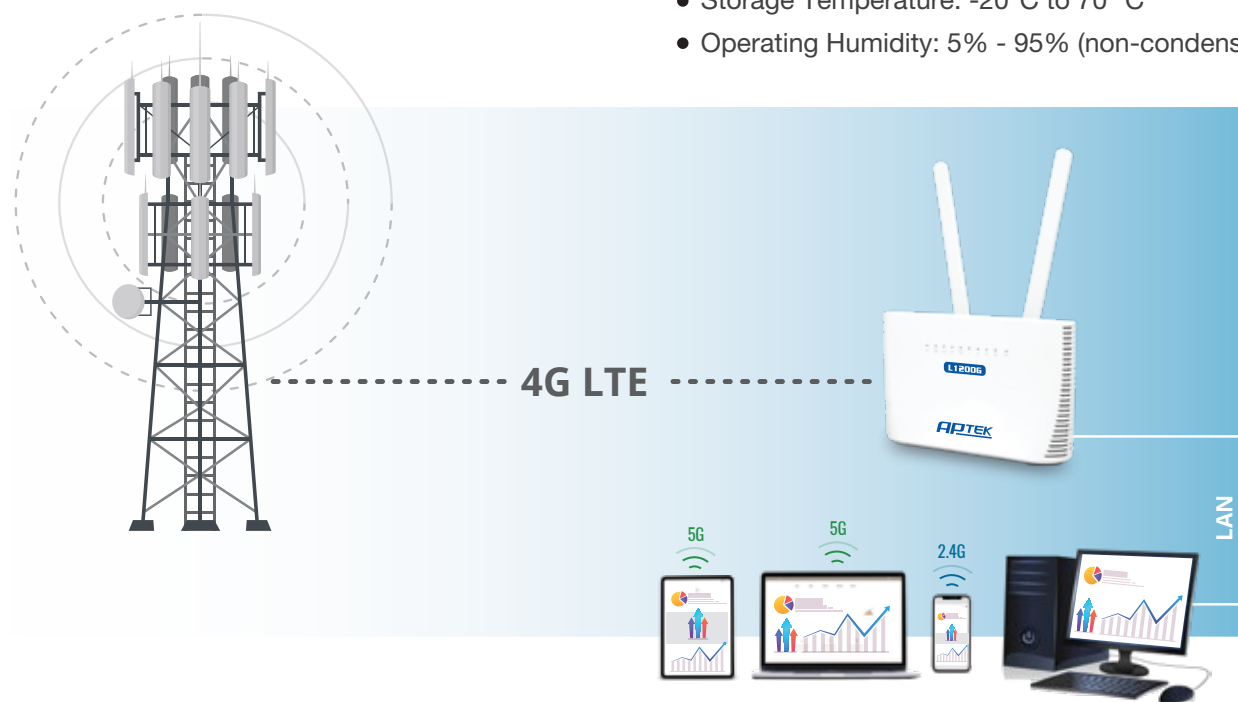 ● Storage Temperature: -20°C to 70 °C
● Operating Humidity: 5% - 95% (non-condens
4G LTE
L1200G
APTEK
LAN
5G
5G
2.4G